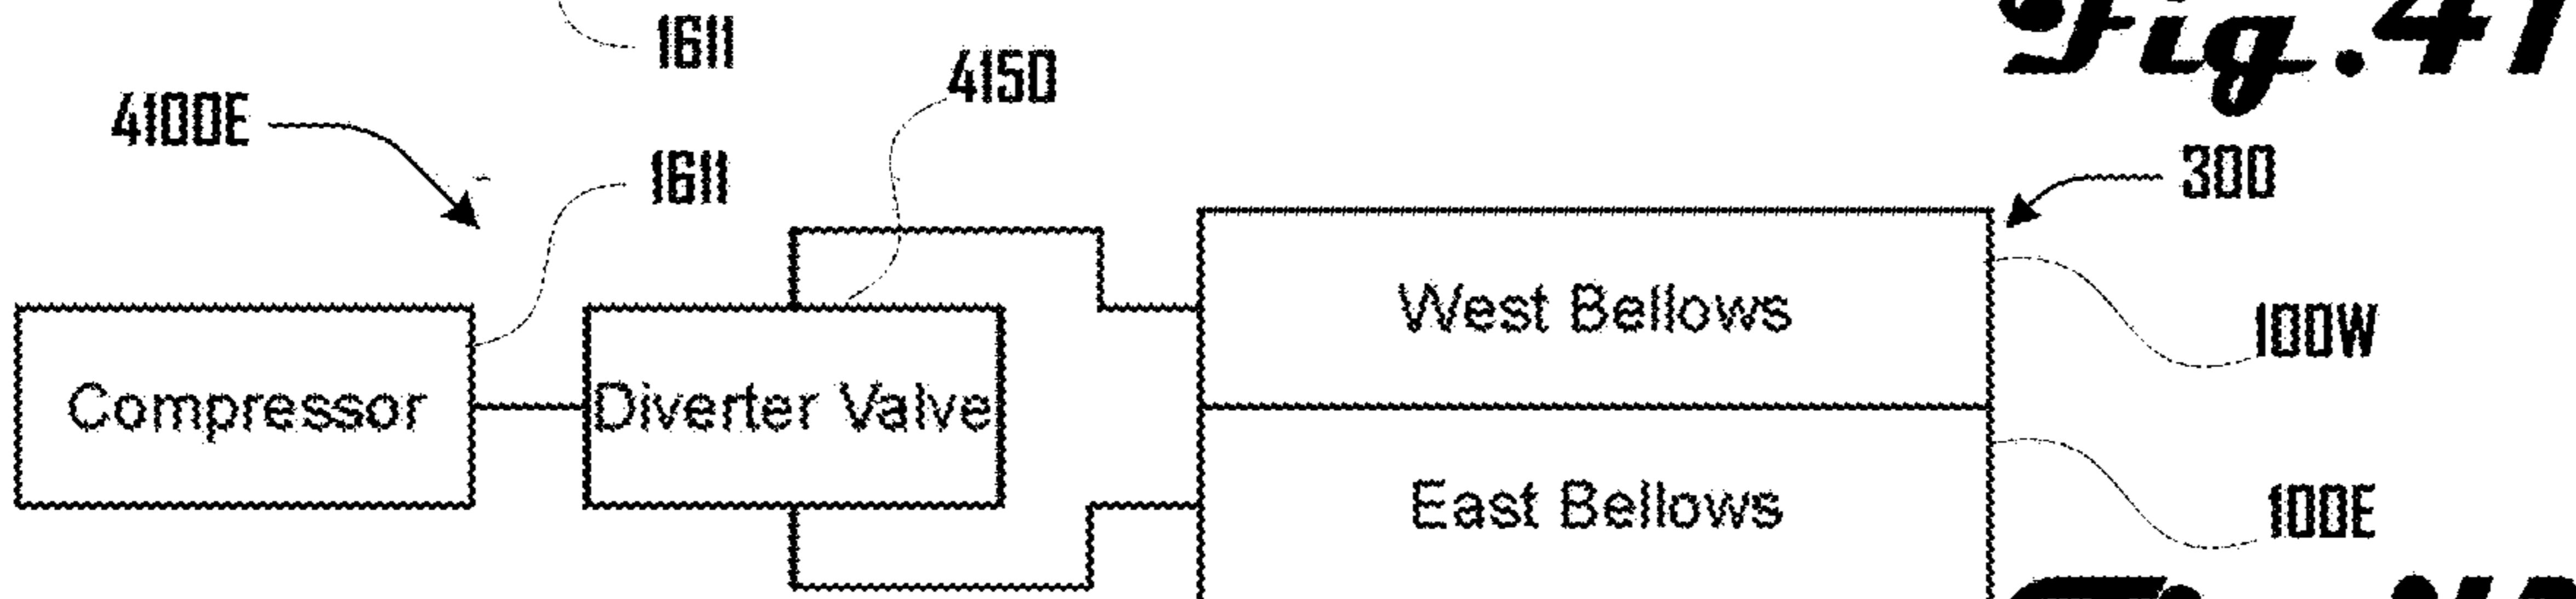 1611
Fig.41
4150
4100E
1611
300
West Bellows
100W
Compressor
Diverter Valve
East Bellows
100E